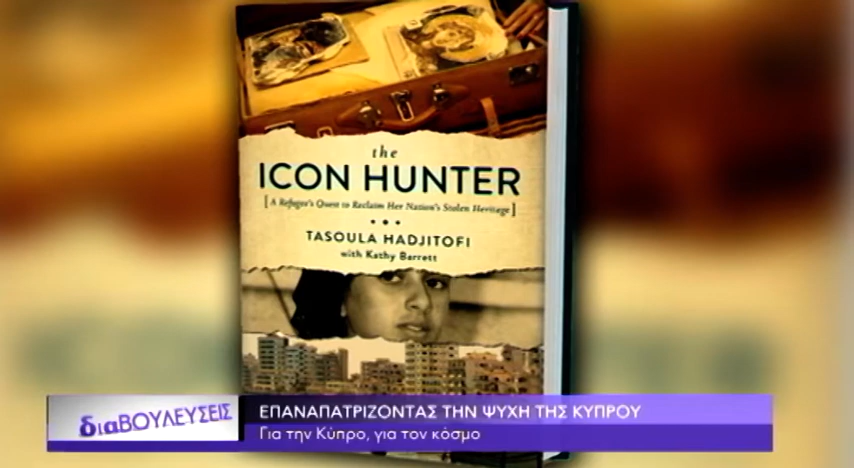 the
ICON HUNTER
[A Refugee's Quest to Reclaim Her Nation's Stolen Heritage]
TASOULA HADJITOFI
with Kathy Barrett
διαΒΟΥΛΕΥΣΕΙΣ
ΕΠΑΝΑΠΑΤΡΙΖΟΝΤΑΣ ΤΗΝ ΨΥΧΗ ΤΗΣ ΚΥΠΡΟΥ
Για την Κύπρο, για τον κόσμο